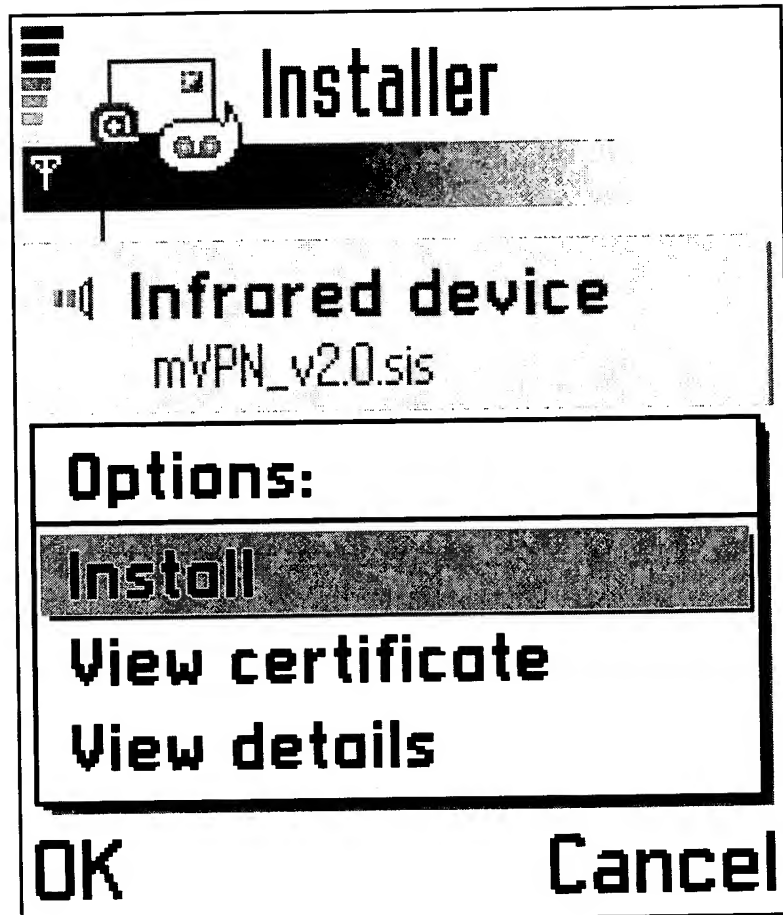 Installer
Infrared device
mVPN_v2.0.sis
Options:
Install
View certificate
View details
OK
Cancel